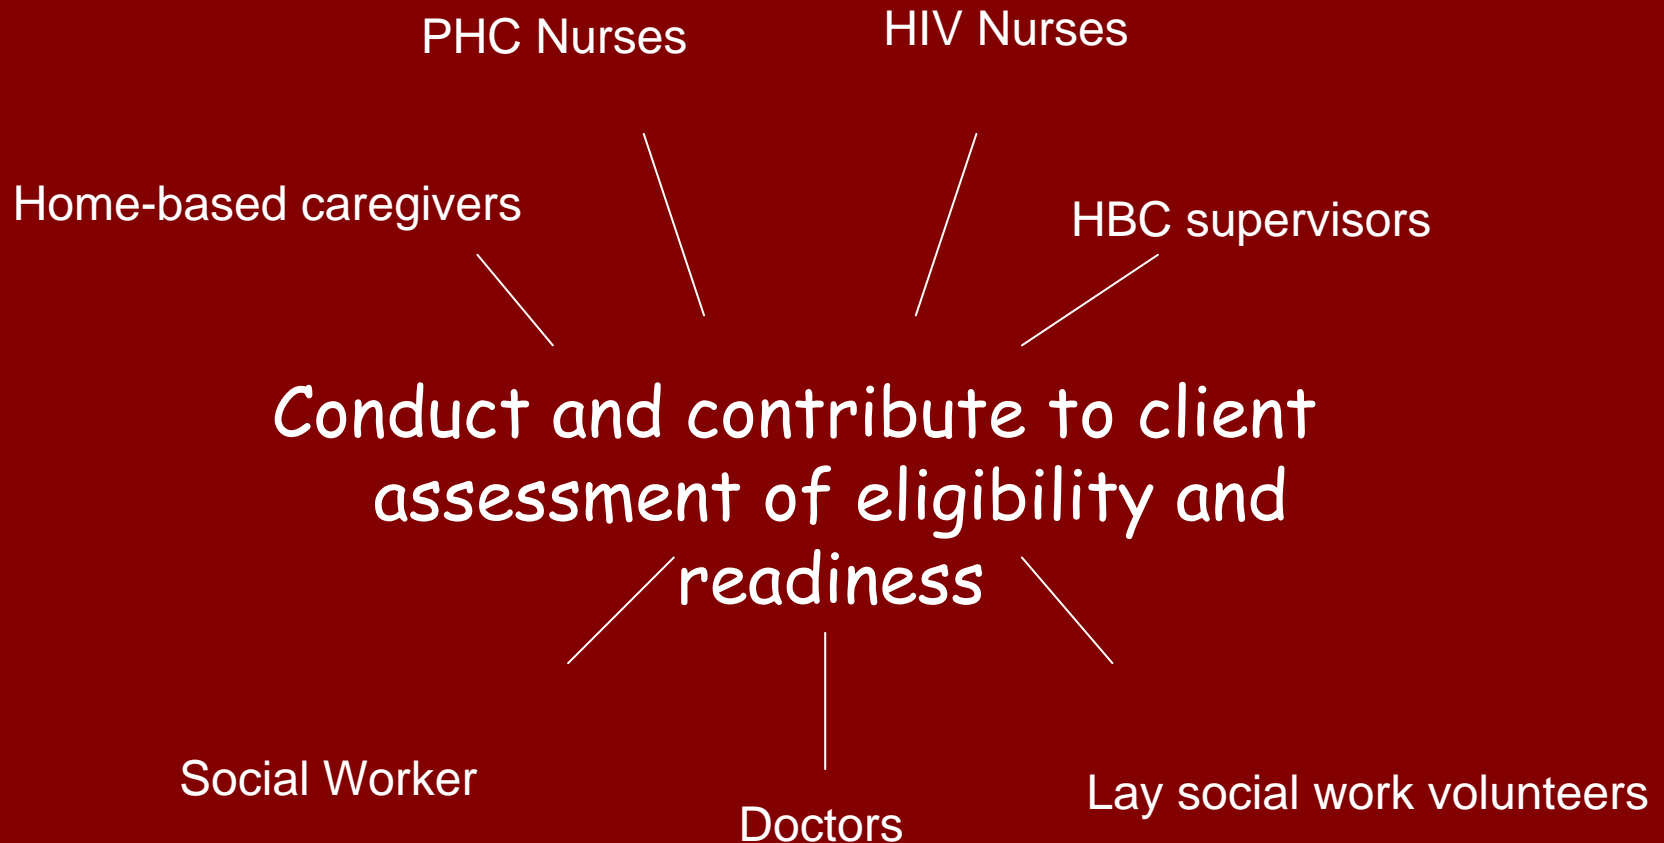 PHC Nurses
HIV Nurses
Home-based caregivers
HBC supervisors
Conduct and contribute to client
assessment of eligibility and
readiness
Social Worker
Doctors
Lay social work volunteers